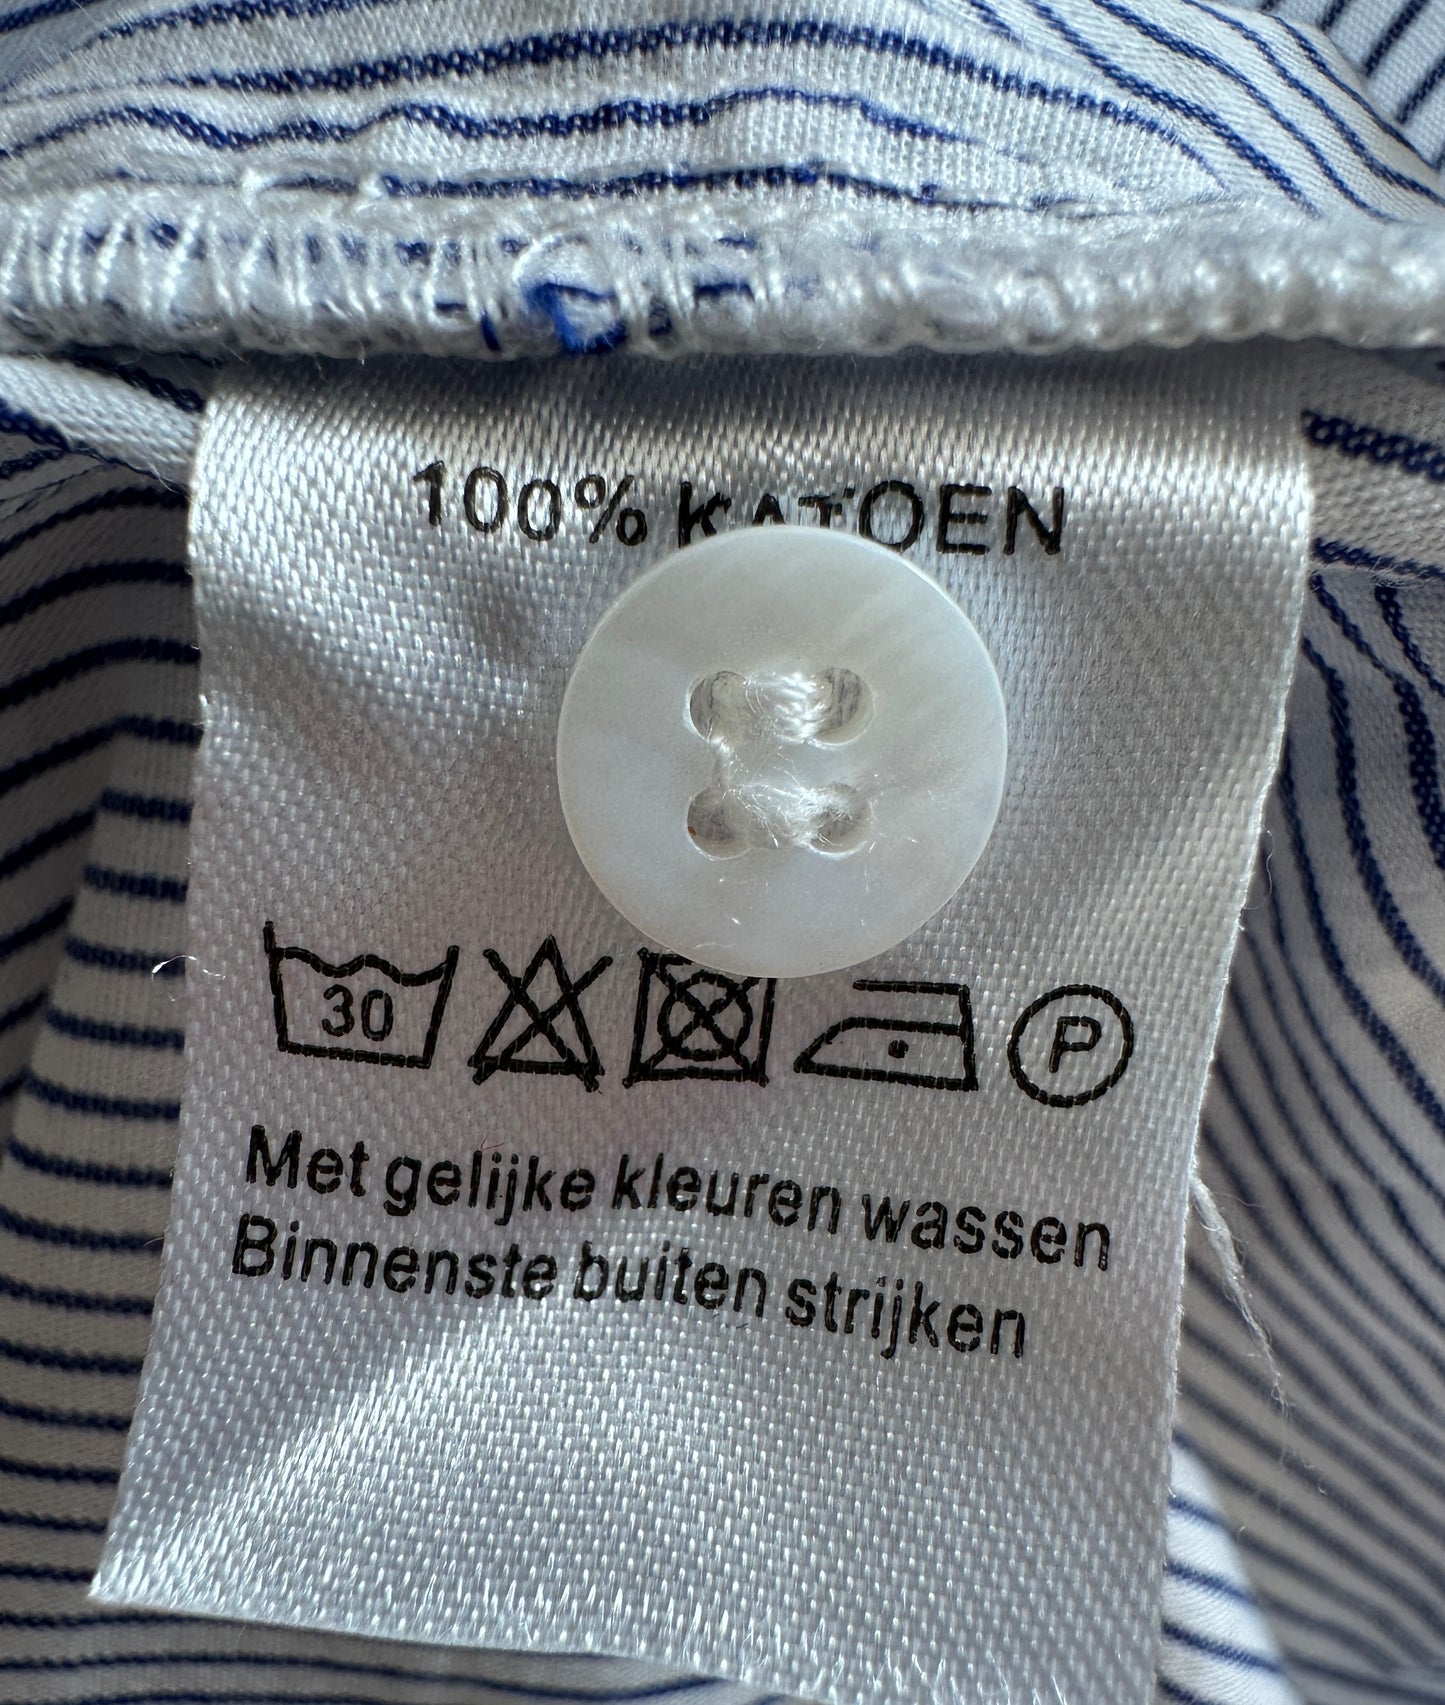 100% KATOEN
30 P
Met gelijke kleuren wassen
Binnenste buiten strijken